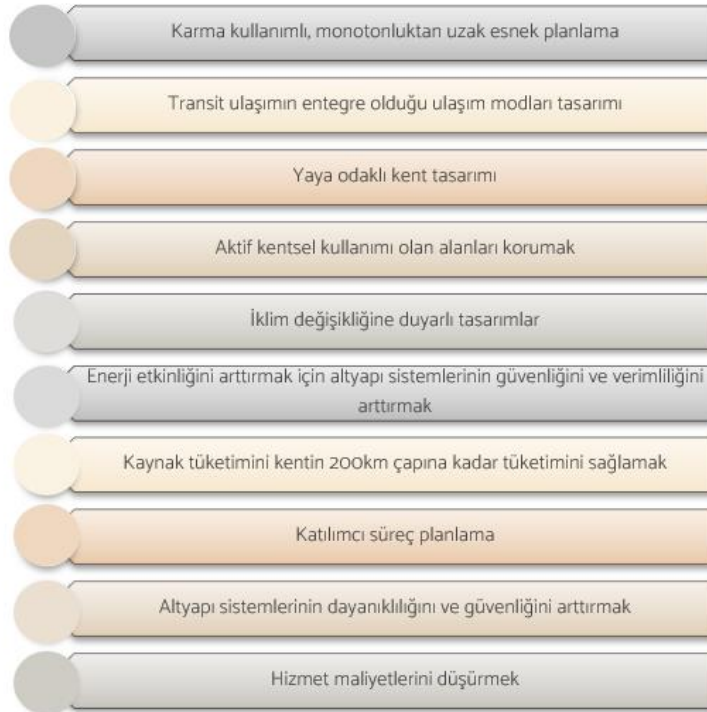 Karma kullanımlı, monotonluktan uzak esnek planlama
Transit ulaşımın entegre olduğu ulaşım modları tasarımı
Yaya odaklı kent tasarımı
Aktif kentsel kullanımı olan alanları korumak
İklim değişikliğine duyarlı tasarımlar
Enerji etkinliğini arttırmak için altyapı sistemlerinin güvenliğini ve verimliliğini
arttırmak
Kaynak tüketimini kentin 200km çapına kadar tüketimini sağlamak
Katılımcı süreç planlama
Altyapı sistemlerinin dayanıklılığını ve güvenliğini arttırmak
Hizmet maliyetlerini düşürmek